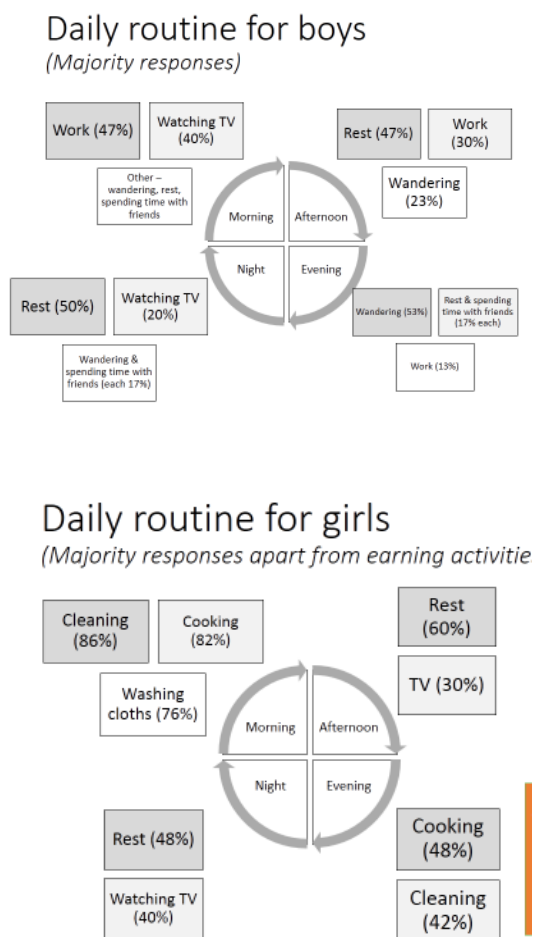 Daily routine for boys
(Majority responses)
Work (47%)
Watching TV
(40%)
Other –
wandering, rest,
spending time with
friends
Rest (47%)
Work
(30%)
Wandering
(23%)
Morning
Afternoon
Night
Evening
Rest (50%)
Watching TV
(20%)
Wandering &
spending time with
friends (each 17%)
Wandering (53%)
Rest & spending
time with friends
(17% each)
Work (13%)
Daily routine for girls
(Majority responses apart from earning activitie
Cleaning
(86%)
Cooking
(82%)
Washing
cloths (76%)
Rest
(60%)
TV (30%)
Morning
Afternoon
Night
Evening
Rest (48%)
Watching TV
(40%)
Cooking
(48%)
Cleaning
(42%)